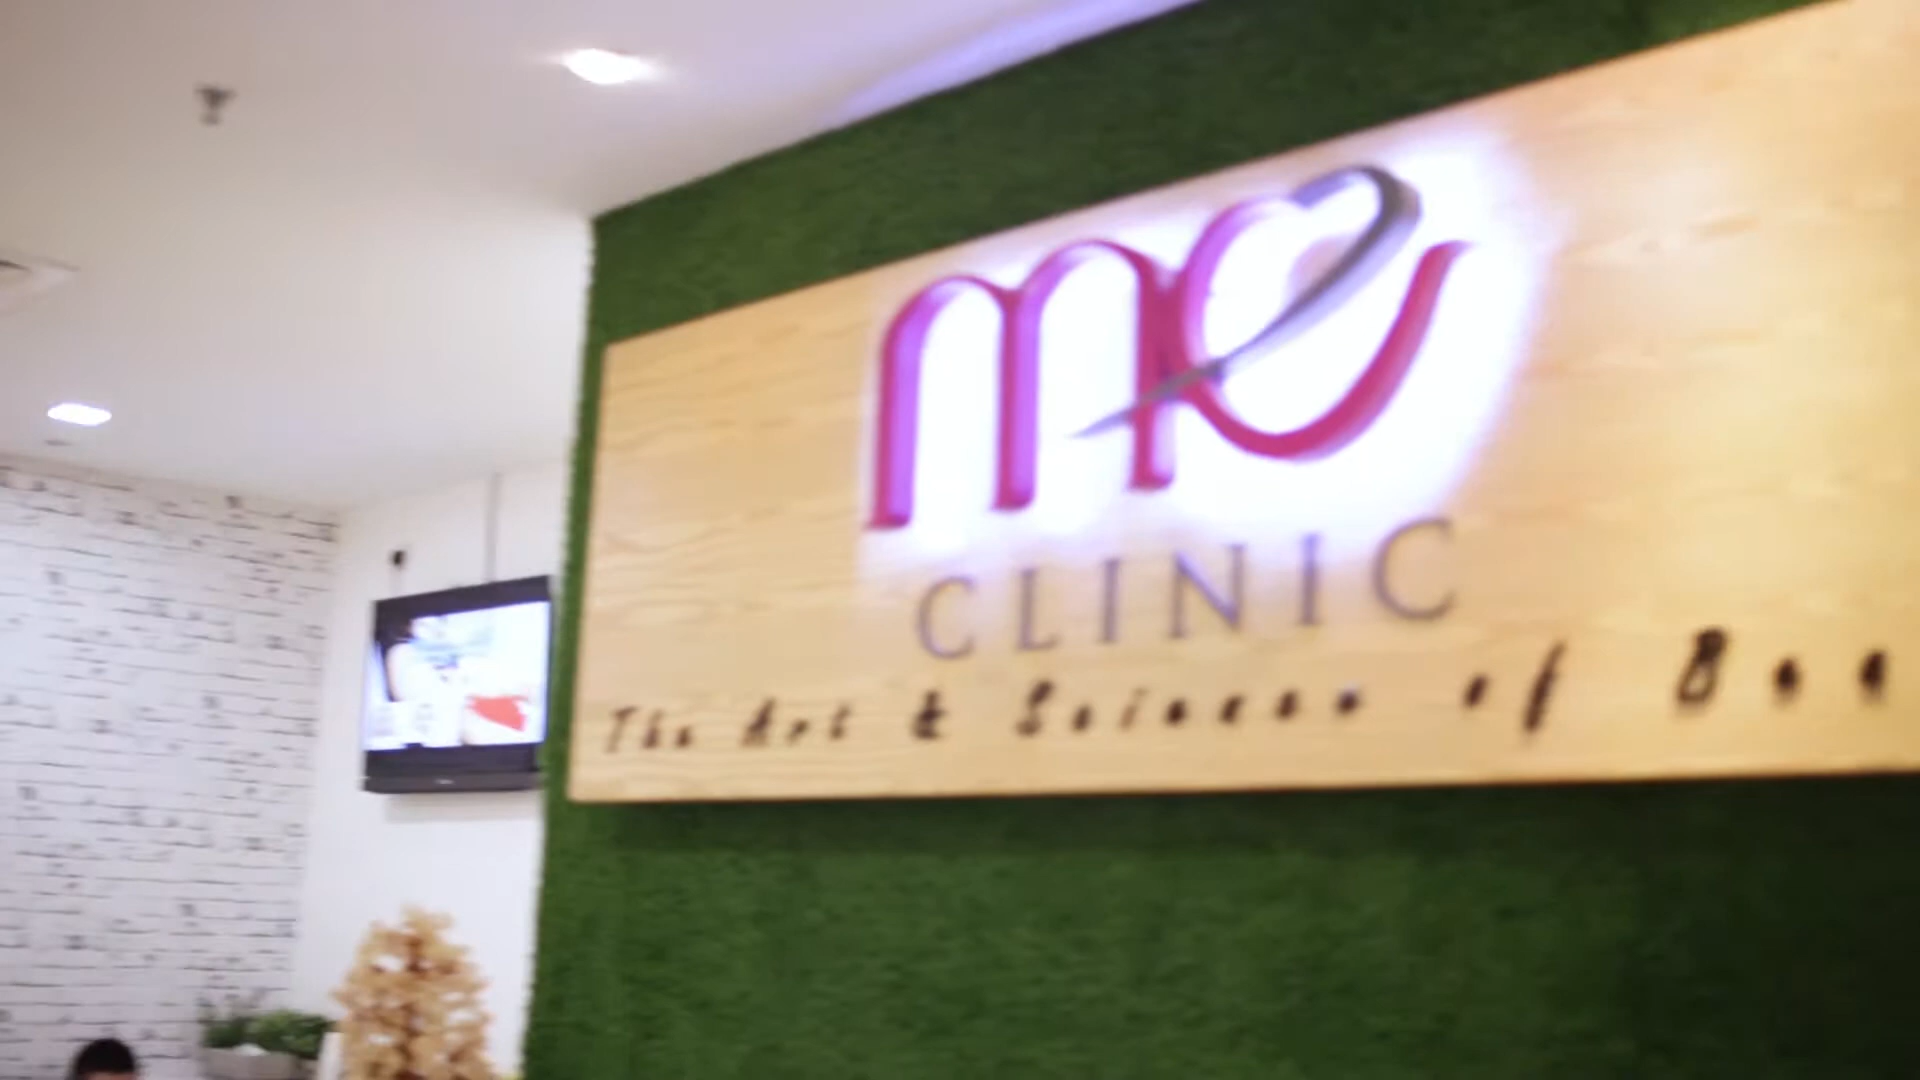 me
CLINIC
The Art & Science of